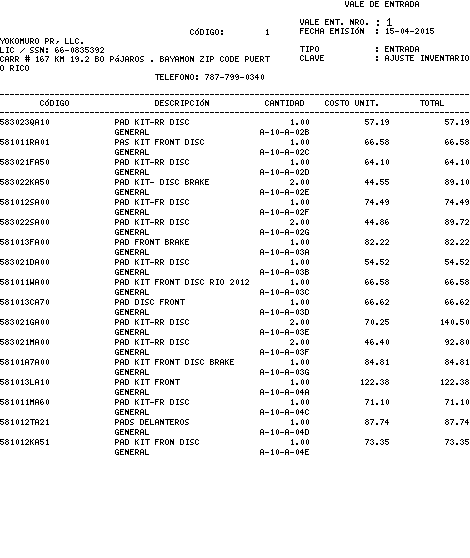 VALE DE ENTRADA
VALE ENT. NRO. : 1
CÓDIGO: 1 FECHA EMISIÓN : 15-04-2015
YOKOMURO PR, LLC.
LIC / SSN: 66-0835392 TIPO : ENTRADA
CARR # 167 KM 19.2 BO PÁJAROS . BAYAMON ZIP CODE PUERT CLAVE : AJUSTE INVENTARIO
O RICO
TELEFONO: 787-799-0340
CÓDIGO DESCRIPCIÓN CANTIDAD COSTO UNIT. TOTAL
583023QA10 PAD KIT-RR DISC 1.00 57.19 57.19
GENERAL A-10-A-02B
581011RA01 PAS KIT FRONT DISC 1.00 66.58 66.58
GENERAL A-10-A-02C
583021FA50 PAD KIT-RR DISC 1.00 64.10 64.10
GENERAL A-10-A-02D
583022KA50 PAD KIT- DISC BRAKE 2.00 44.55 89.10
GENERAL A-10-A-02E
581012SA00 PAD KIT-FR DISC 1.00 74.49 74.49
GENERAL A-10-A-02F
583022SA00 PAD KIT-RR DISC 2.00 44.86 89.72
GENERAL A-10-A-02G
581013FA00 PAD FRONT BRAKE 1.00 82.22 82.22
GENERAL A-10-A-03A
583021DA00 PAD KIT-RR DISC 1.00 54.52 54.52
GENERAL A-10-A-03B
581011WA00 PAD KIT FRONT DISC RIO 2012 1.00 66.58 66.58
GENERAL A-10-A-03C
581013CA70 PAD DISC FRONT 1.00 66.62 66.62
GENERAL A-10-A-03D
583021GA00 PAD KIT-RR DISC 2.00 70.25 140.50
GENERAL A-10-A-03E
583021MA00 PAD KIT-RR DISC 2.00 46.40 92.80
GENERAL A-10-A-03F
58101A7A00 PAD KIT FRONT DISC BRAKE 1.00 84.81 84.81
GENERAL A-10-A-03G
581013LA10 PAD KIT FRONT 1.00 122.38 122.38
GENERAL A-10-A-04A
581011MA60 PAD KIT-FR DISC 1.00 71.10 71.10
GENERAL A-10-A-04C
581012TA21 PADS DELANTEROS 1.00 87.74 87.74
GENERAL A-10-A-04D
581012KA51 PAD KIT FRON DISC 1.00 73.35 73.35
GENERAL A-10-A-04E